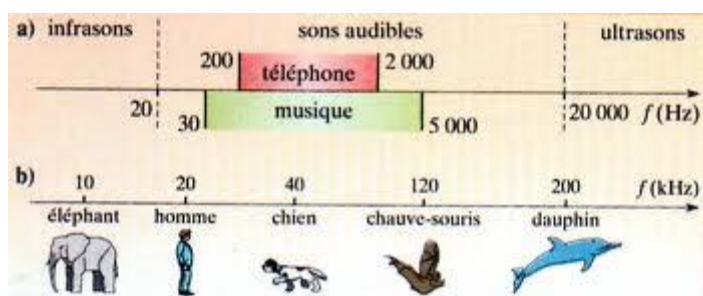 a) infrasons sons audibles ultrasons
200 téléphone 2 000
20 30 musique 5 000 20 000 f (Hz)
b) 10 20 40 120 200 f (kHz)
éléphant homme chien chauve-souris dauphin